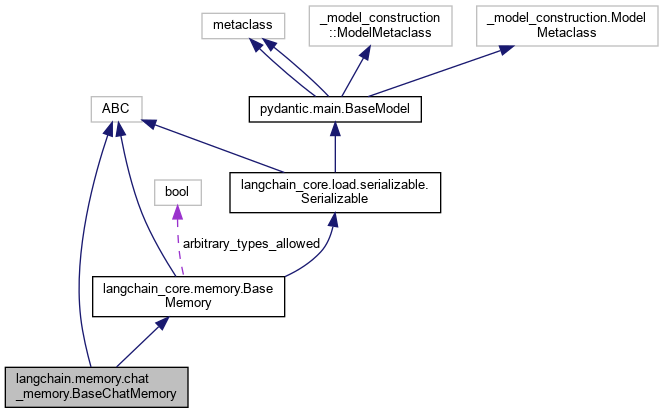 metaclass
_model_construction
::ModelMetaclass
_model_construction.Model
Metaclass
ABC
pydantic.main.BaseModel
bool
langchain_core.load.serializable.
Serializable
arbitrary_types_allowed
langchain_core.memory.Base
Memory
langchain.memory.chat
_memory.BaseChatMemory